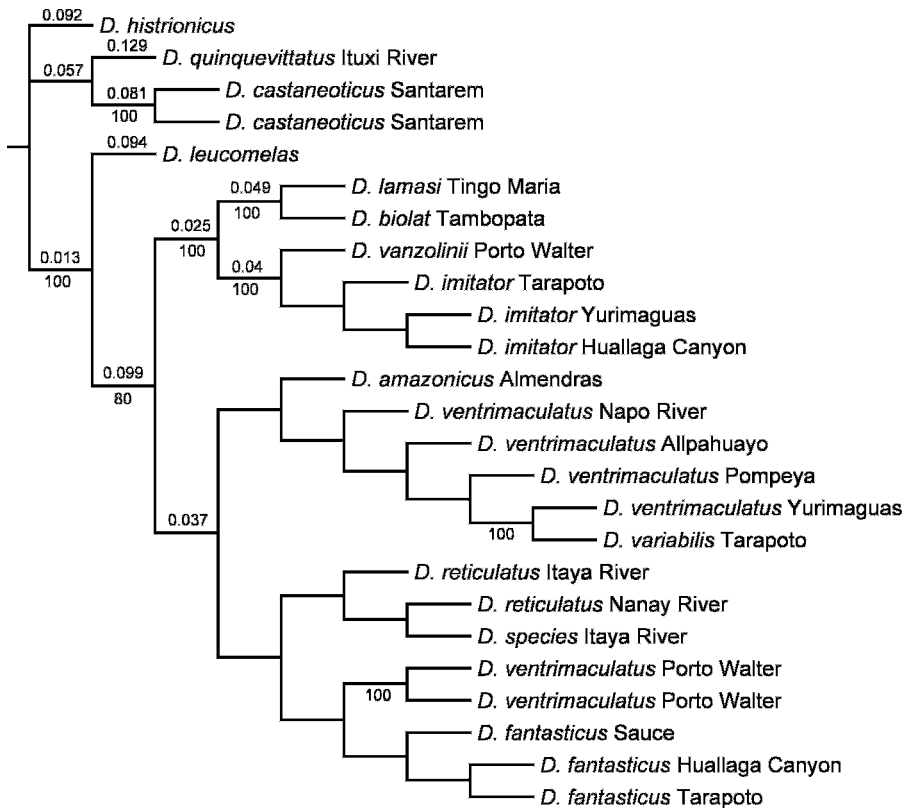 0.092
D. histrionicus
0.129
D. quinquevittatus Ituxi River
0.057
0.081
D. castaneoticus Santarem
100
D. castaneoticus Santarem
0.094
D. leucomelas
0.049
D. lamasi Tingo Maria
100
D. biolat Tambopata
0.025
100
D. vanzolinii Porto Walter
0.013
0.04
100
100
D. imitator Tarapoto
D. imitator Yurimaguas
D. imitator Huallaga Canyon
0.099
D. amazonicus Almendras
80
D. ventrimaculatus Napo River
D. ventrimaculatus Allpahuayo
D. ventrimaculatus Pompeya
D. ventrimaculatus Yurimaguas
0.037
100
D. variabilis Tarapoto
D. reticulatus Itaya River
D. reticulatus Nanay River
D. species Itaya River
D. ventrimaculatus Porto Walter
100
D. ventrimaculatus Porto Walter
D. fantasticus Sauce
D. fantasticus Huallaga Canyon
D. fantasticus Tarapoto